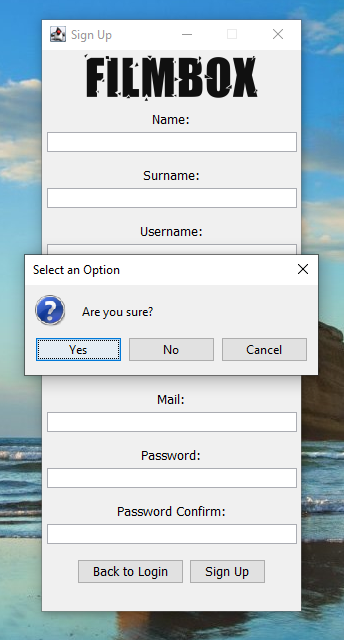 Sign Up
FILMBOX
Name:
Surname:
Username:
Select an Option
Are you sure?
Yes
No
Cancel
Mail:
Password:
Password Confirm:
Back to Login
Sign Up